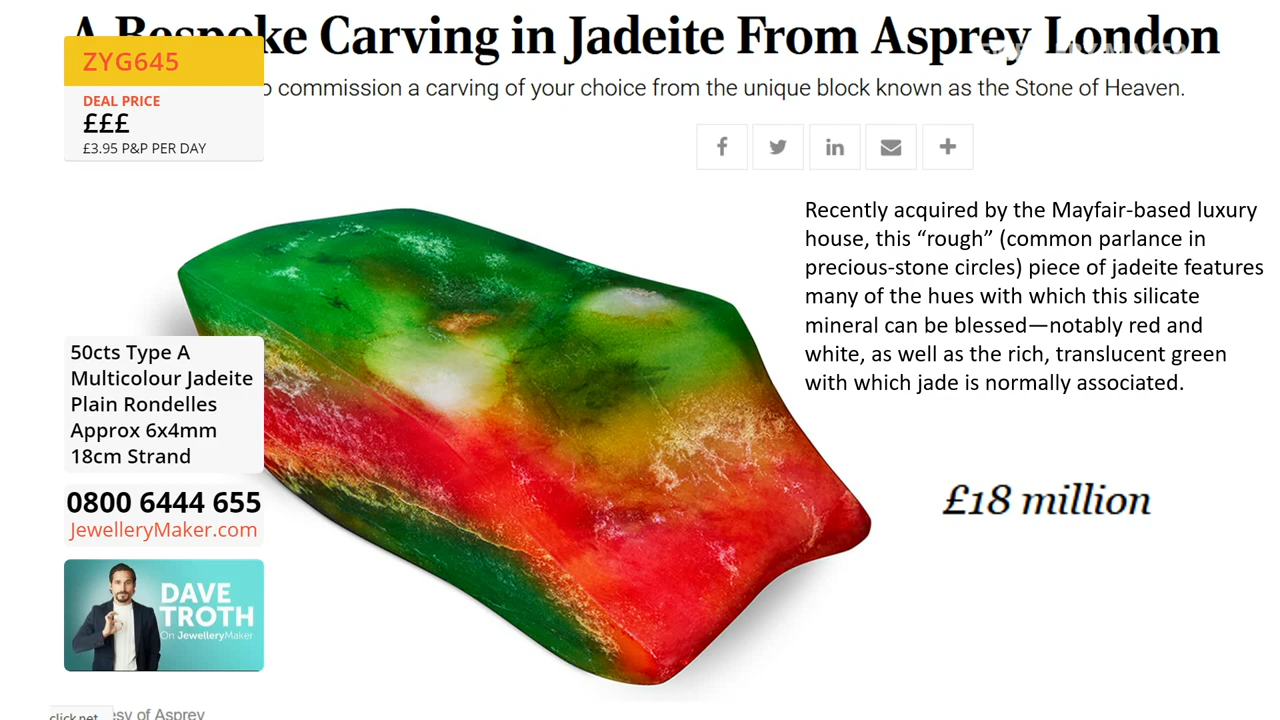 A Bespoke Carving in Jadeite From Asprey London
commission a carving of your choice from the unique block known as the Stone of Heaven.
ZYG645
DEAL PRICE
£££
£3.95 P&P PER DAY
Recently acquired by the Mayfair-based luxury
house, this “rough” (common parlance in
precious-stone circles) piece of jadeite features
many of the hues with which this silicate
mineral can be blessed—notably red and
white, as well as the rich, translucent green
with which jade is normally associated.
£18 million
50cts Type A
Multicolour Jadeite
Plain Rondelles
Approx 6x4mm
18cm Strand
0800 6444 655
JewelleryMaker.com
DAVE
TROTH
On JewelleryMaker
click.net
esy of Asprey